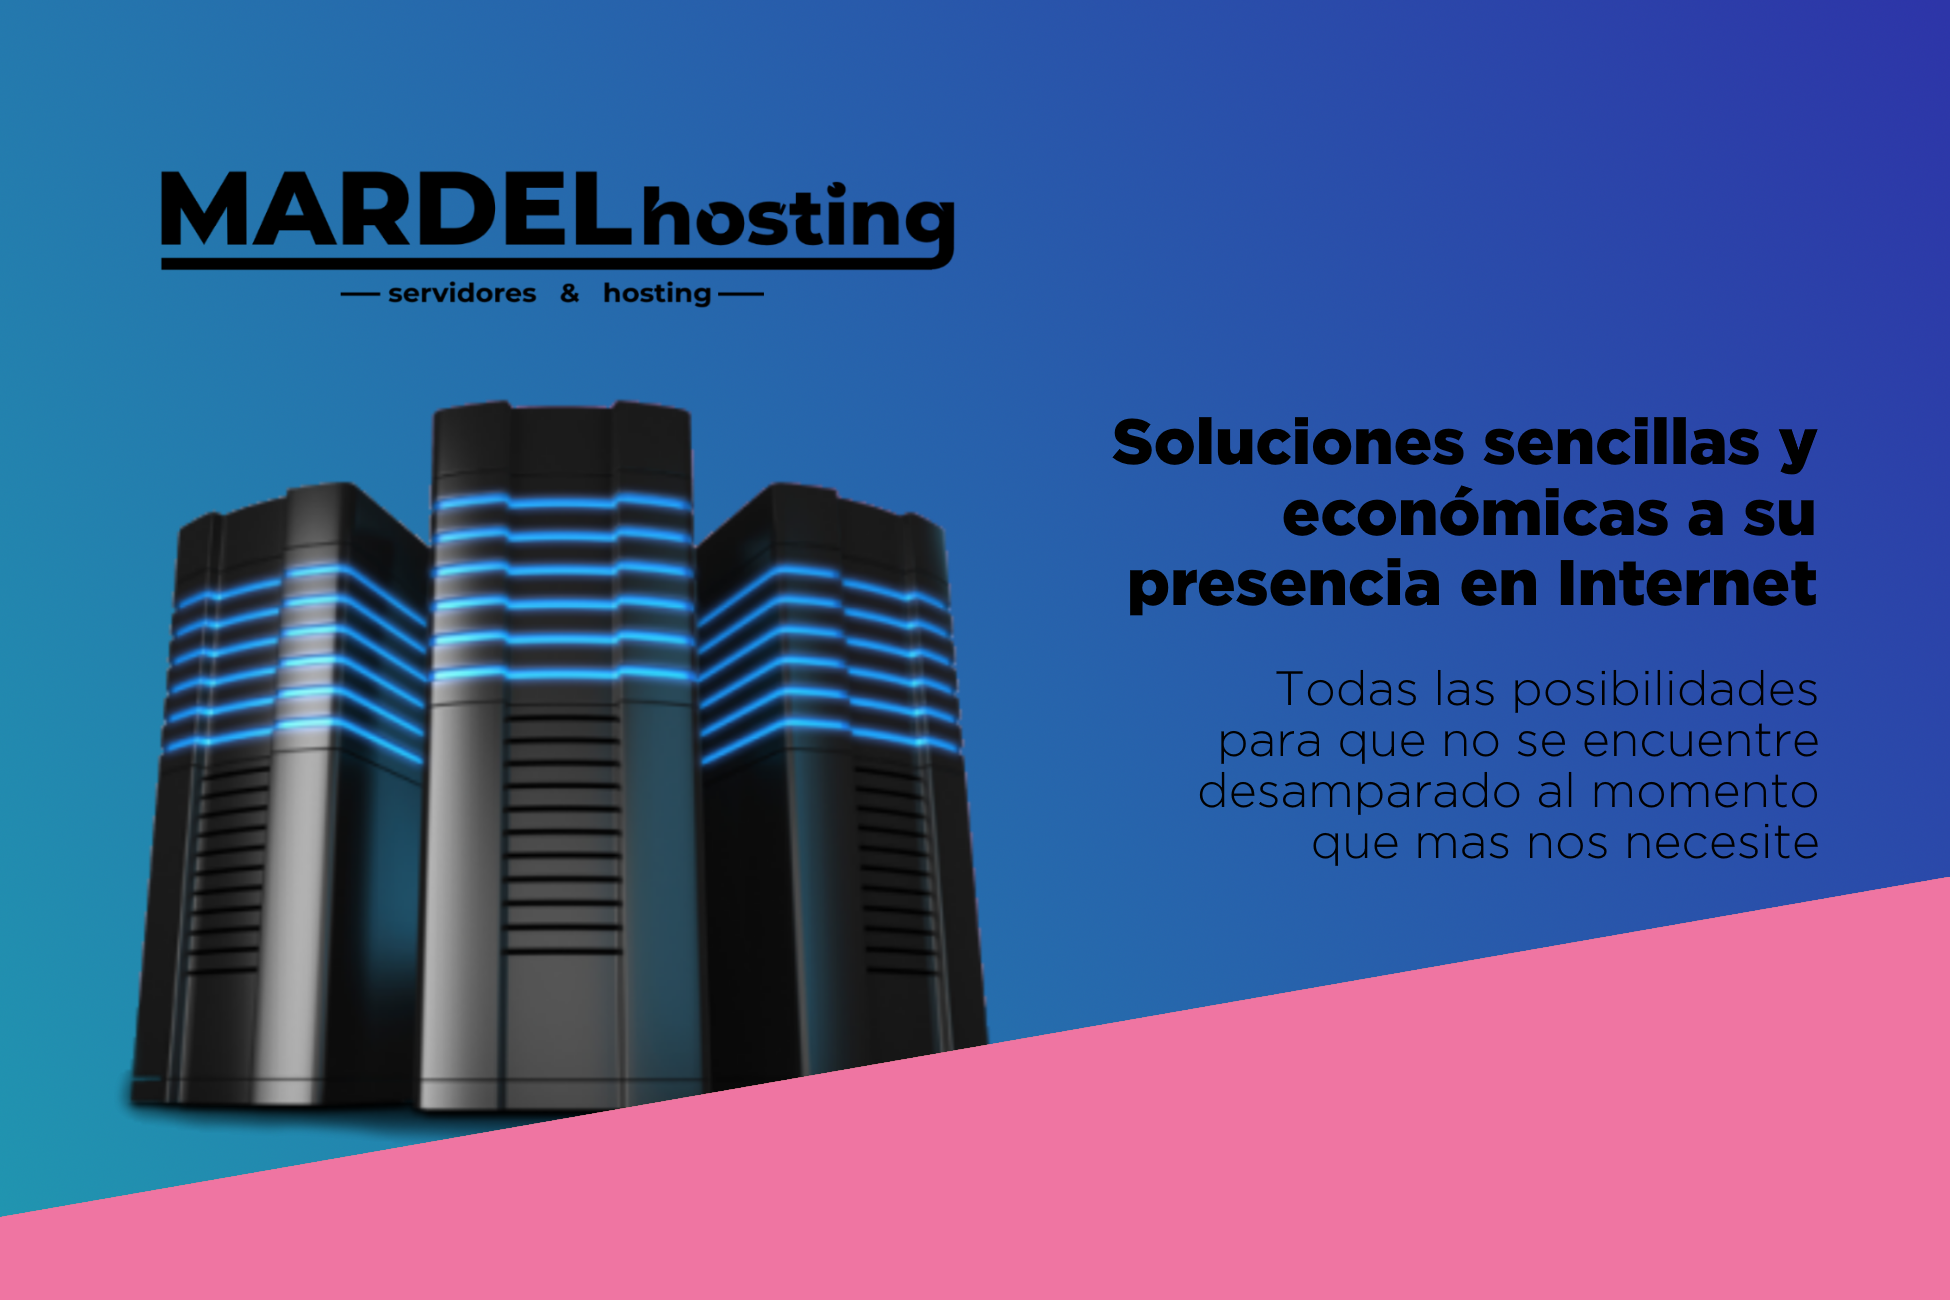 MARDELhosting
servidores & hosting
Soluciones sencillas y
económicas a su
presencia en Internet
Todas las posibilidades
para que no se encuentre
desamparado al momento
que mas nos necesite